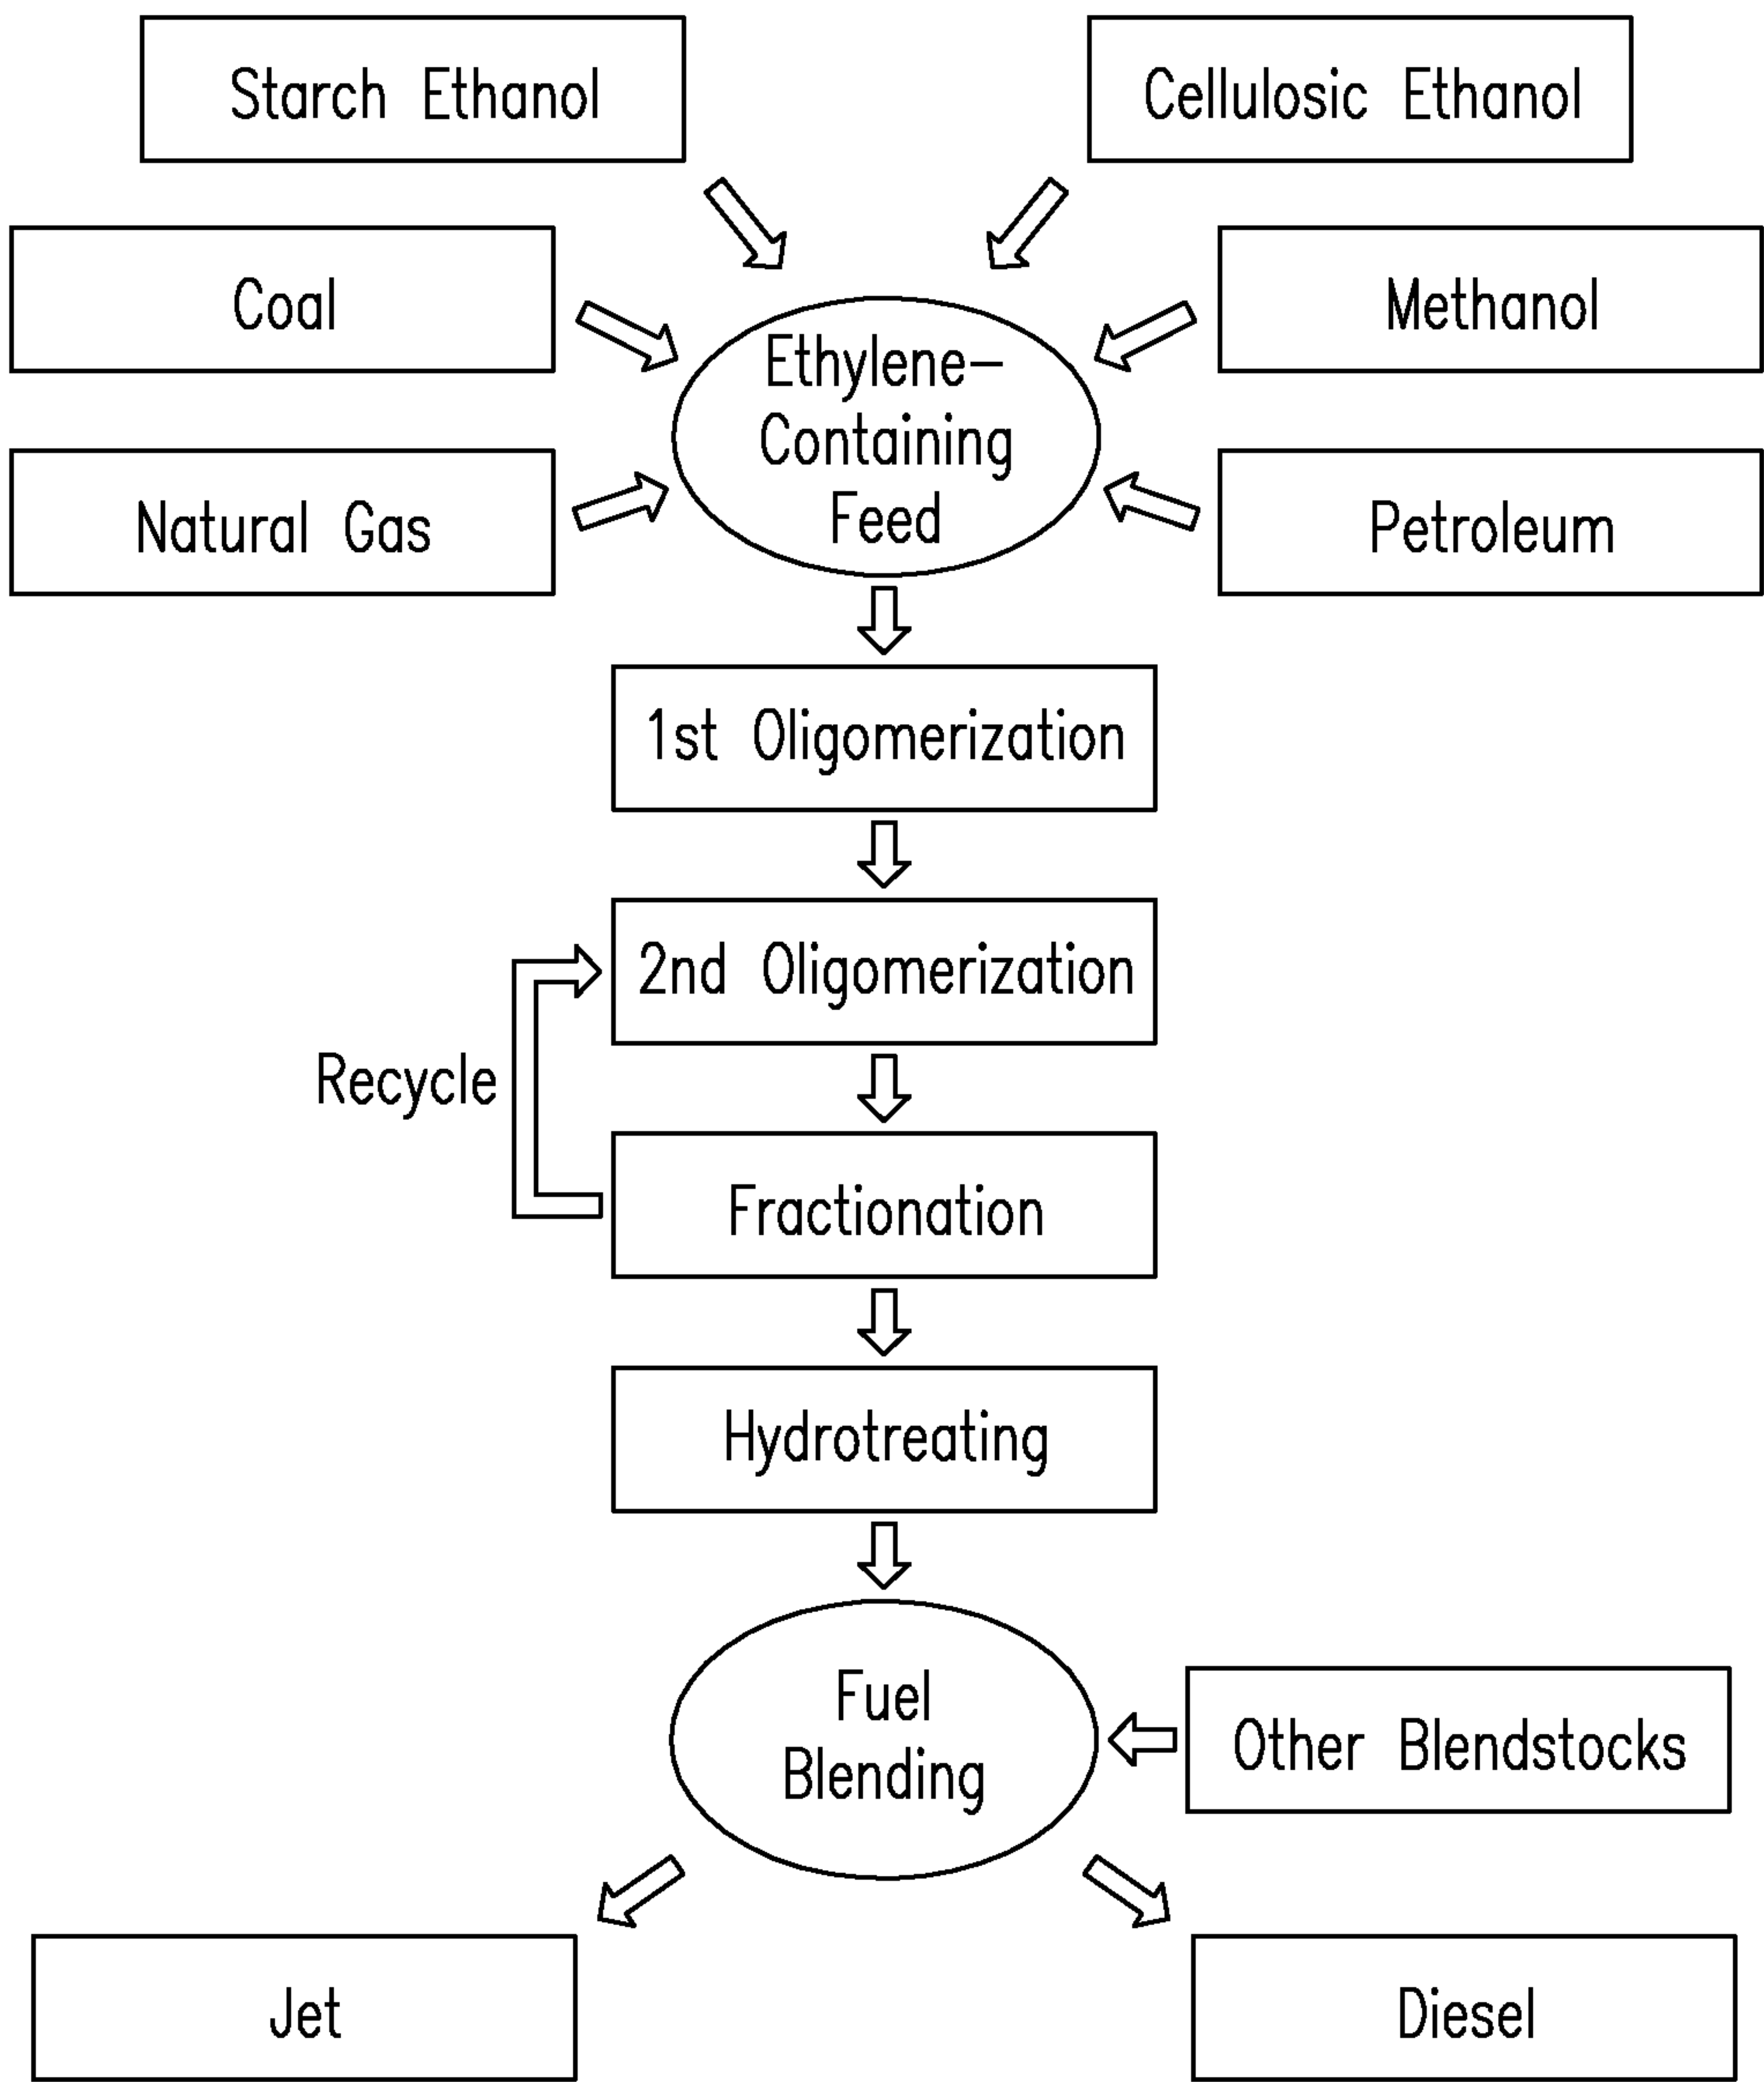 Starch Ethanol
Cellulosic Ethanol
Coal
Methanol
Ethylene-
Containing
Feed
Natural Gas
Petroleum
1st Oligomerization
2nd Oligomerization
Recycle
Fractionation
Hydrotreating
Fuel
Blending
Other Blendstocks
Jet
Diesel